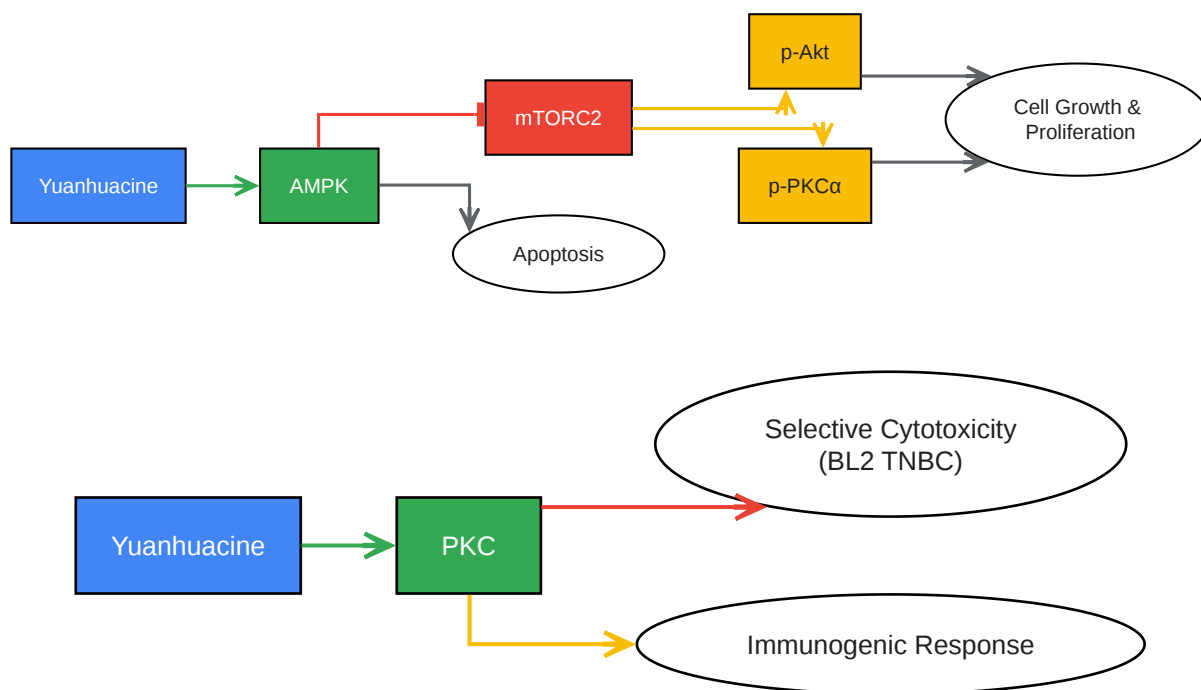 p-Akt
Cell Growth &
Proliferation
mTORC2
Yuanhuacine
AMPK
p-PKCα
Apoptosis
Selective Cytotoxicity
(BL2 TNBC)
Yuanhuacine
PKC
Immunogenic Response